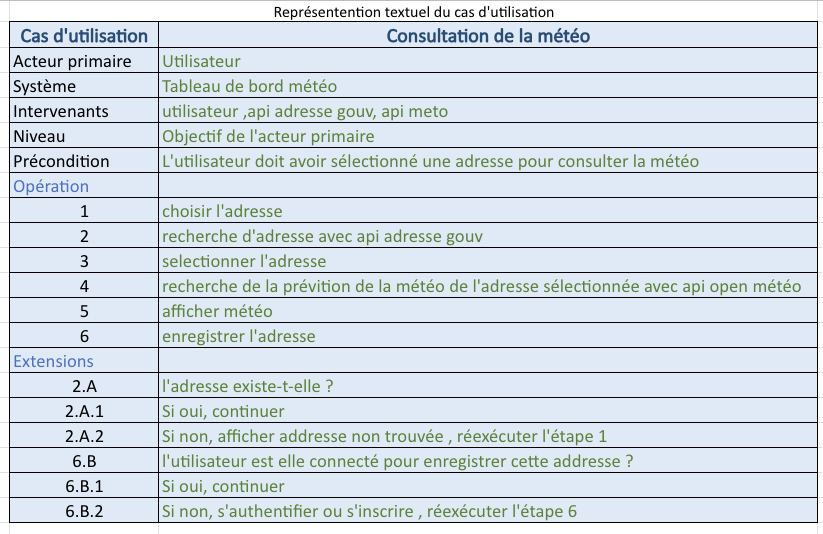 Représentention textuel du cas d'utilisation
Cas d'utilisation Consultation de la météo
Acteur primaire Utilisateur
Système Tableau de bord météo
Intervenants utilisateur ,api adresse gouv, api meto
Niveau Objectif de l'acteur primaire
Précondition L'utilisateur doit avoir sélectionné une adresse pour consulter la météo
Opération
1 choisir l'adresse
2 recherche d'adresse avec api adresse gouv
3 selectionner l'adresse
4 recherche de la prévition de la météo de l'adresse sélectionnée avec api open météo
5 afficher météo
6 enregistrer l'adresse
Extensions
2.A l'adresse existe-t-elle ?
2.A.1 Si oui, continuer
2.A.2 Si non, afficher addresse non trouvée , réexécuter l'étape 1
6.B l'utilisateur est elle connecté pour enregistrer cette addresse ?
6.B.1 Si oui, continuer
6.B.2 Si non, s'authentifier ou s'inscrire , réexécuter l'étape 6